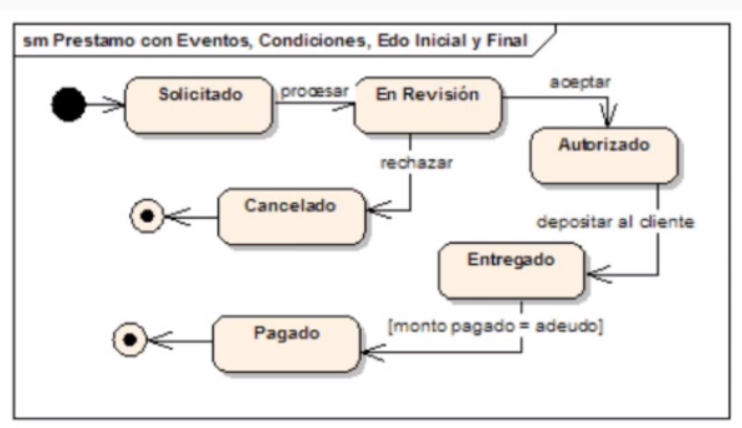 sm Prestamo con Eventos, Condiciones, Edo Inicial y Final
Solicitado
procesar
En Revisión
aceptar
Autorizado
rechazar
Cancelado
depositar al cliente
Entregado
[monto pagado = adeudo]
Pagado